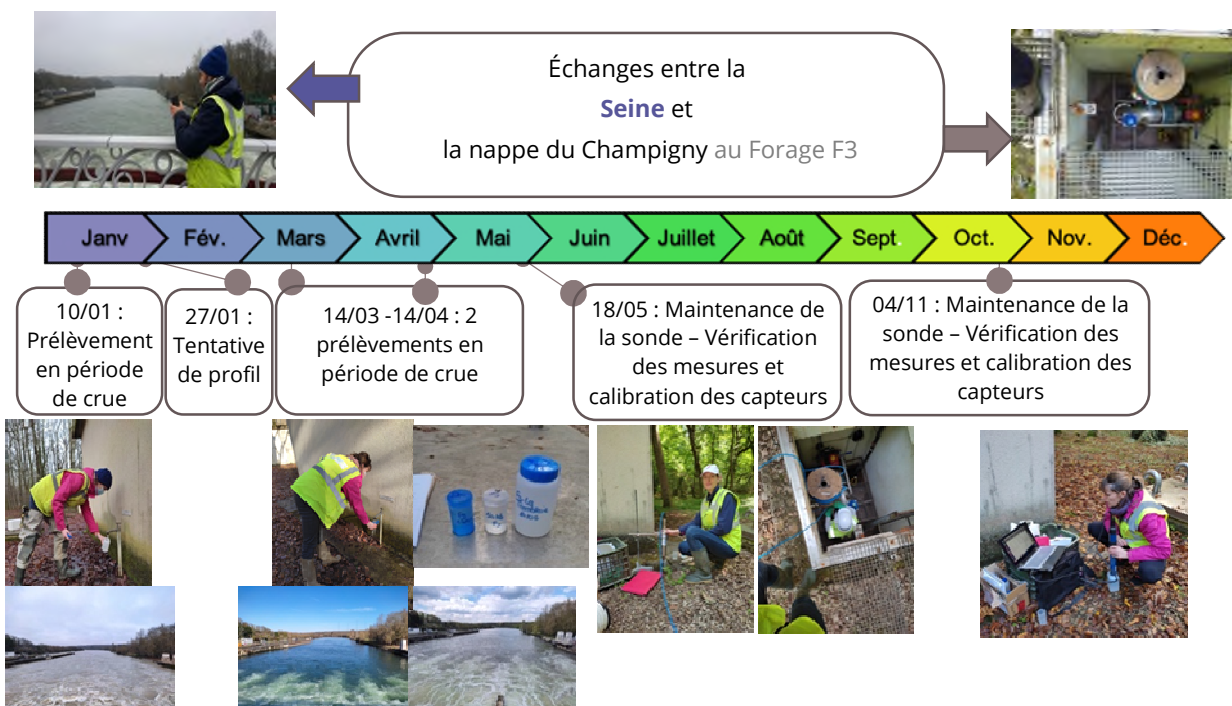 Échanges entre la
Seine et
la nappe du Champigny au Forage F3
Janv
Fév.
Mars
Avril
Mai
Juin
Juillet
Août
Sept.
Oct.
Nov.
Déc.
10/01 :
Prélèvement
en période
de crue
27/01 :
Tentative
de profil
14/03 -14/04 : 2
prélèvements en
période de crue
18/05 : Maintenance de
la sonde – Vérification
des mesures et
calibration des capteurs
04/11 : Maintenance de la
sonde – Vérification des
mesures et calibration des
capteurs